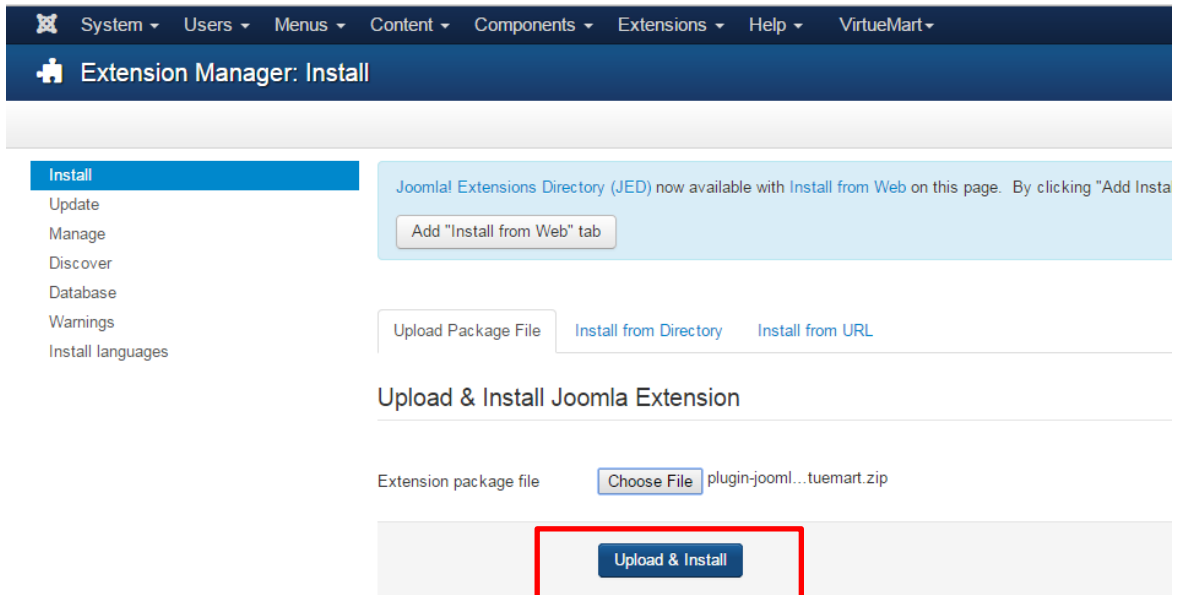 System Users Menus Content Components Extensions Help VirtueMart
Extension Manager: Install
Install
Update
Manage
Discover
Database
Warnings
Install languages
Joomla! Extensions Directory (JED) now available with Install from Web on this page. By clicking "Add Insta
Add "Install from Web" tab
Upload Package File Install from Directory Install from URL
Upload & Install Joomla Extension
Extension package file Choose File plugin-jooml…tuemart.zip
Upload & Install